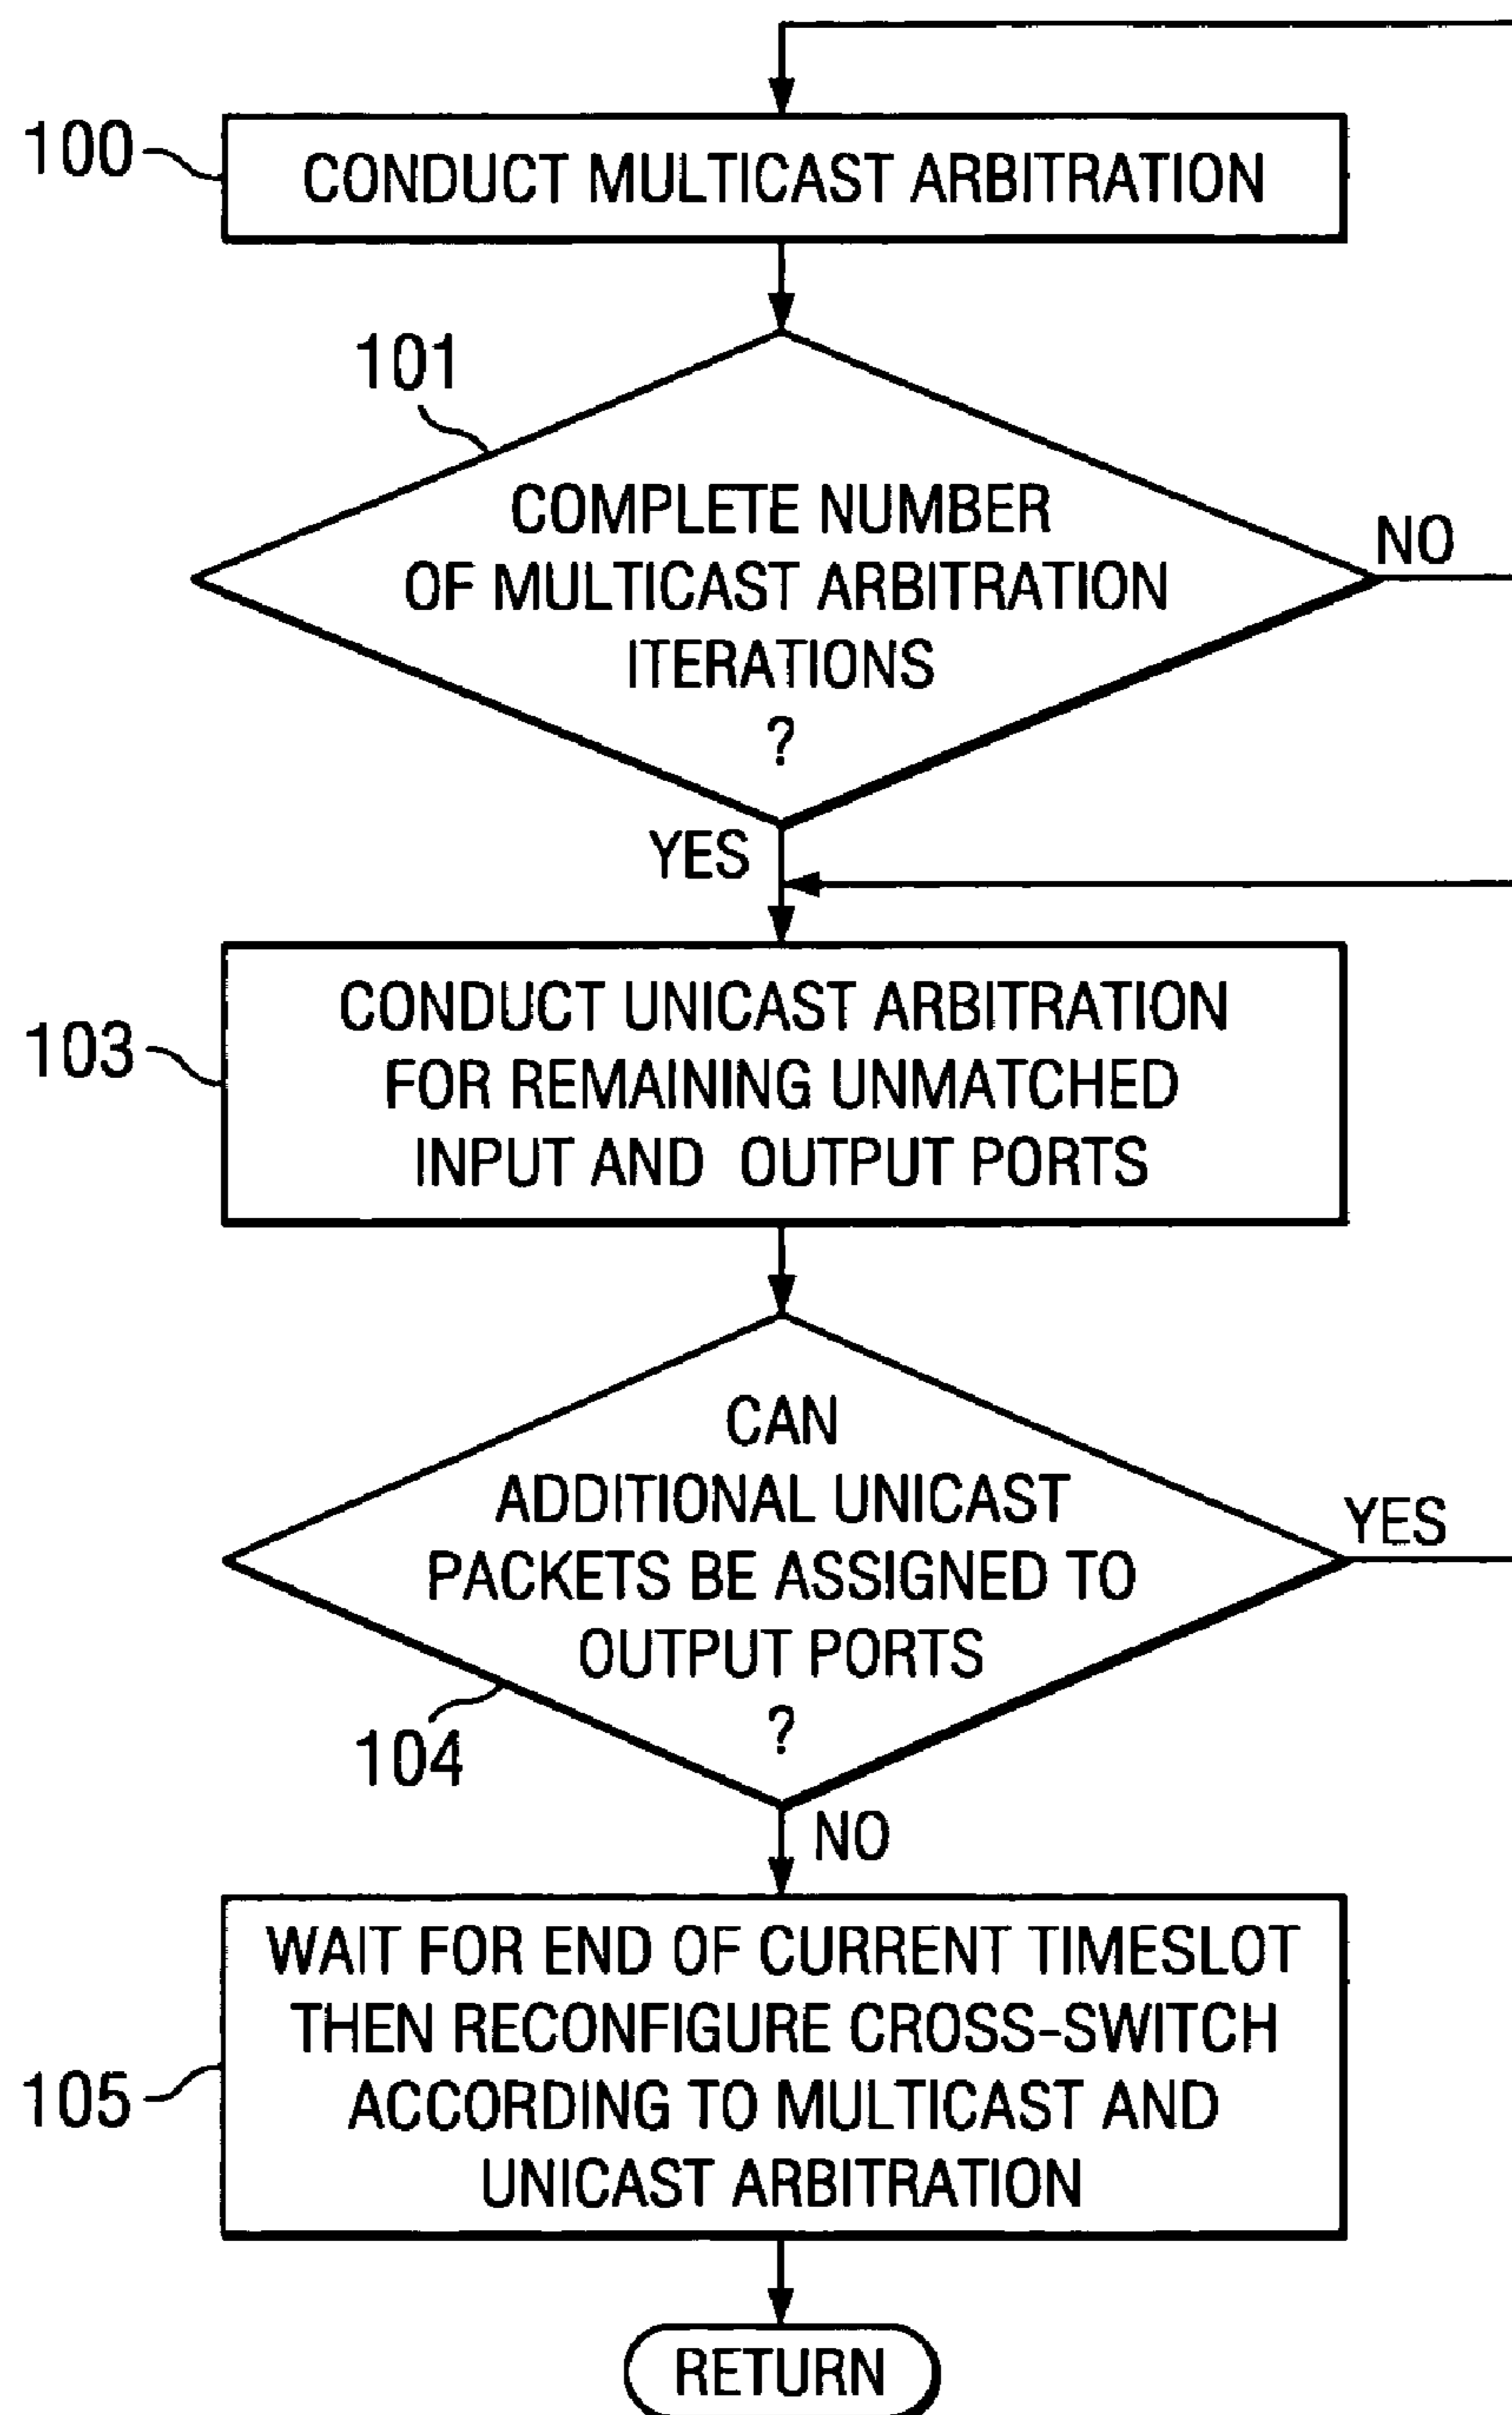 100
CONDUCT MULTICAST ARBITRATION
101
COMPLETE NUMBER
OF MULTICAST ARBITRATION
ITERATIONS
?
NO
YES
103
CONDUCT UNICAST ARBITRATION
FOR REMAINING UNMATCHED
INPUT AND OUTPUT PORTS
CAN
ADDITIONAL UNICAST
PACKETS BE ASSIGNED TO
OUTPUT PORTS
?
YES
104
NO
105
WAIT FOR END OF CURRENT TIMESLOT
THEN RECONFIGURE CROSS-SWITCH
ACCORDING TO MULTICAST AND
UNICAST ARBITRATION
RETURN